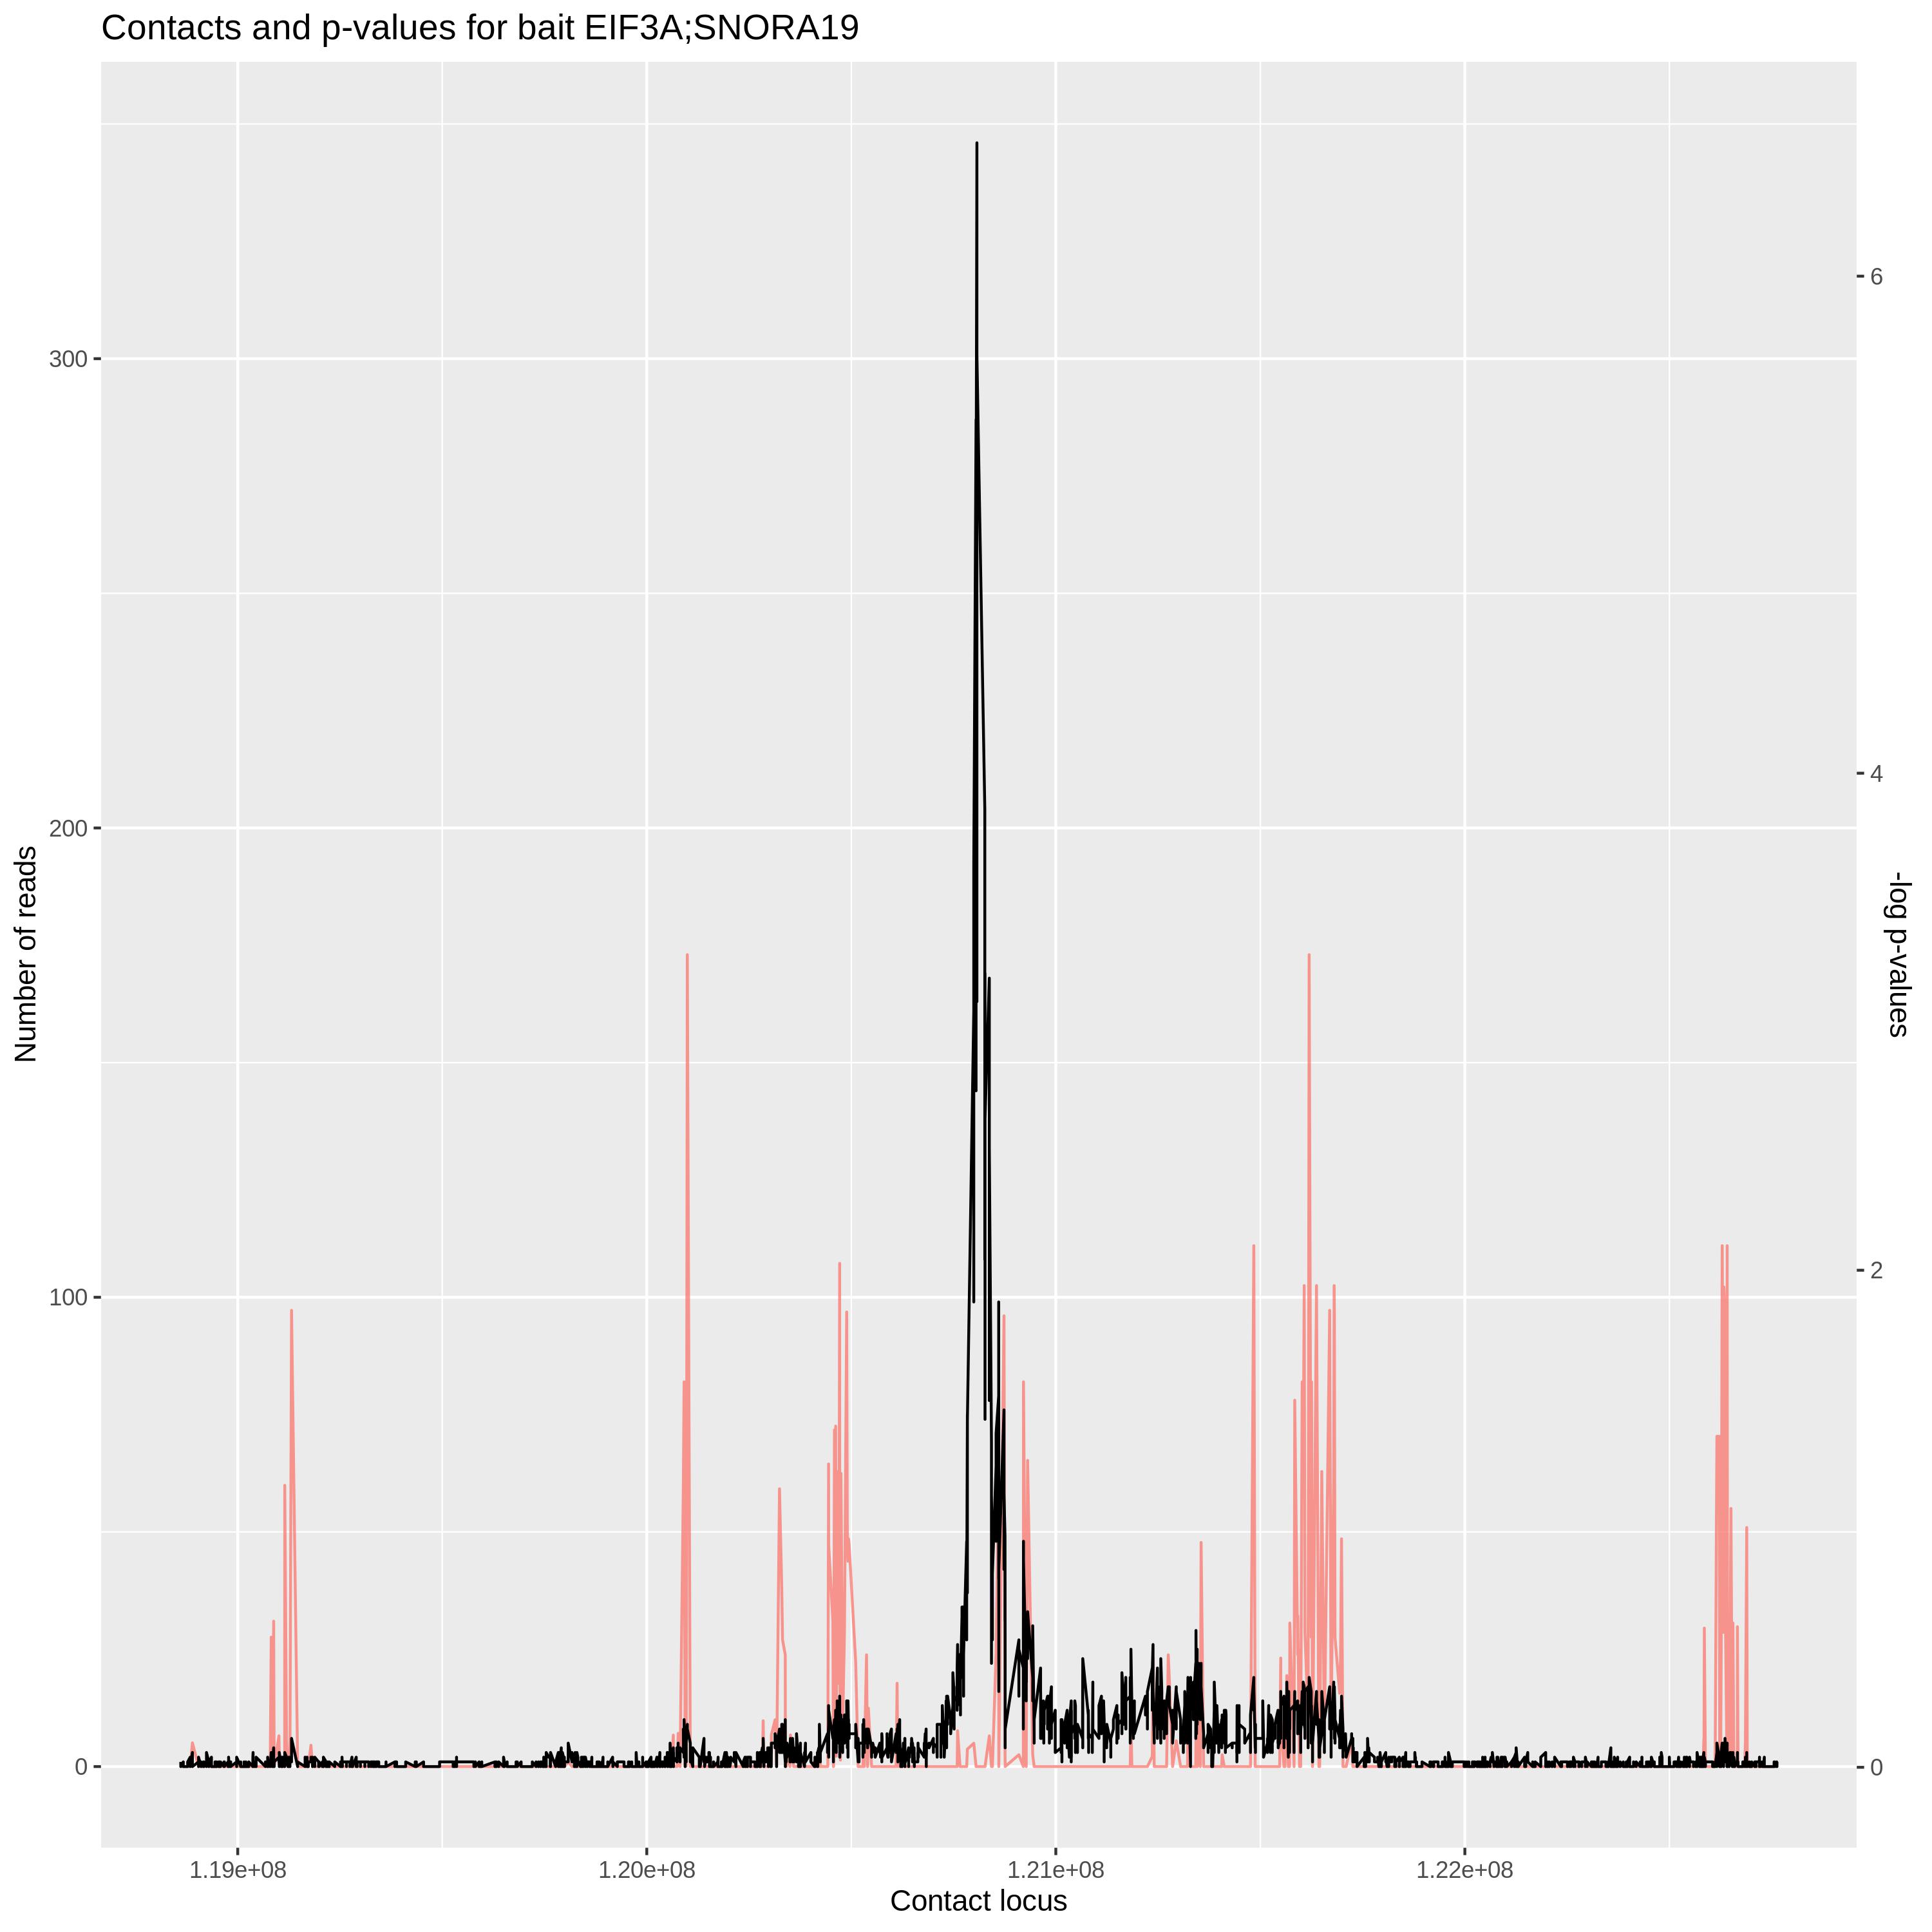 Contacts and p-values for bait EIF3A;SNORA19
300
200
100
0
Number of reads
6
4
2
0
-log p-values
1.19e+08
1.20e+08
1.21e+08
1.22e+08
Contact locus